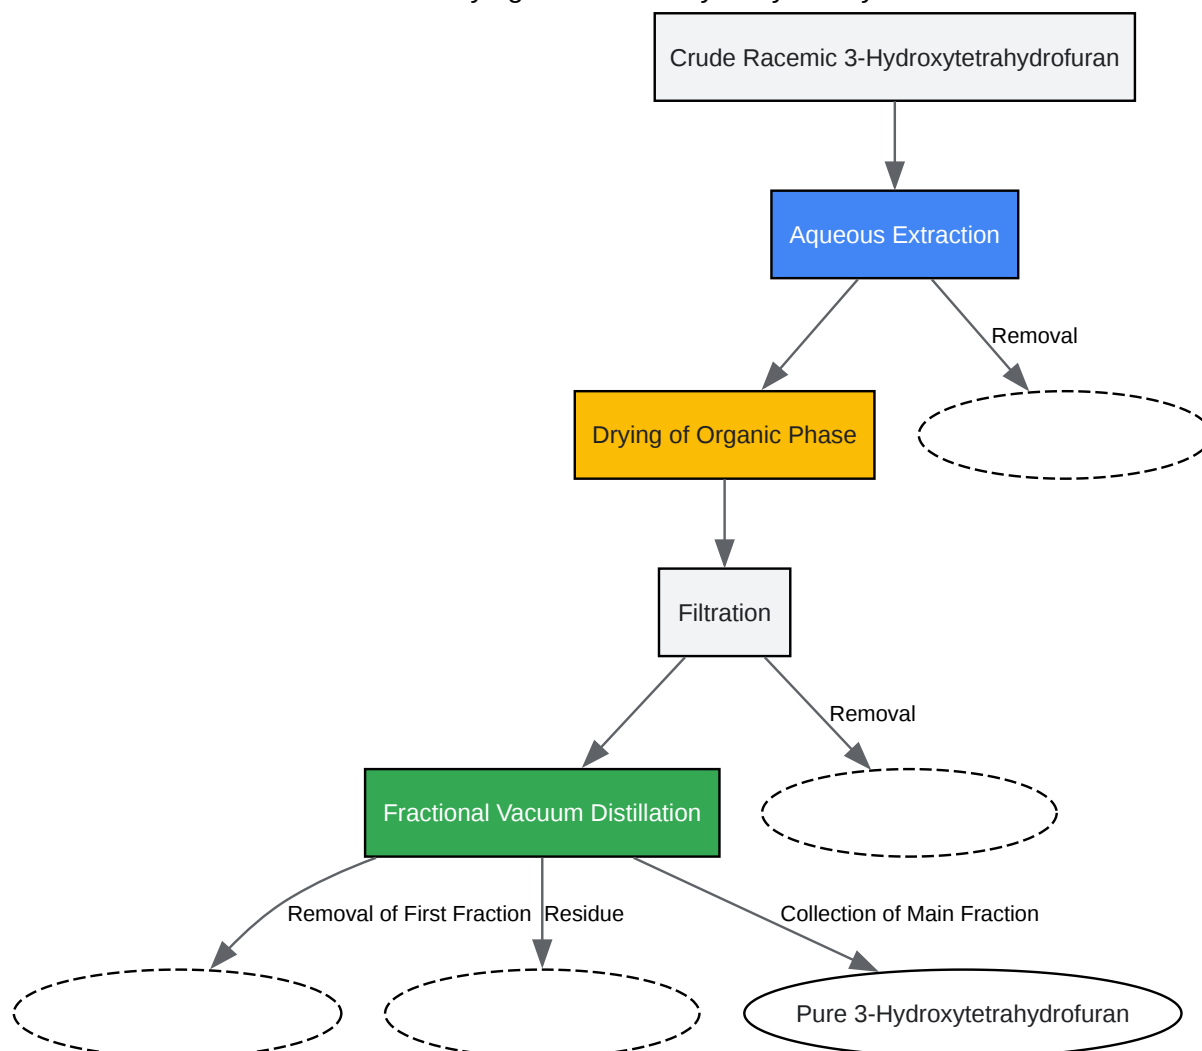 Crude Racemic 3-Hydroxytetrahydrofuran
Aqueous Extraction
Removal
Drying of Organic Phase
Filtration
Removal
Fractional Vacuum Distillation
Removal of First Fraction
Residue
Collection of Main Fraction
Pure 3-Hydroxytetrahydrofuran